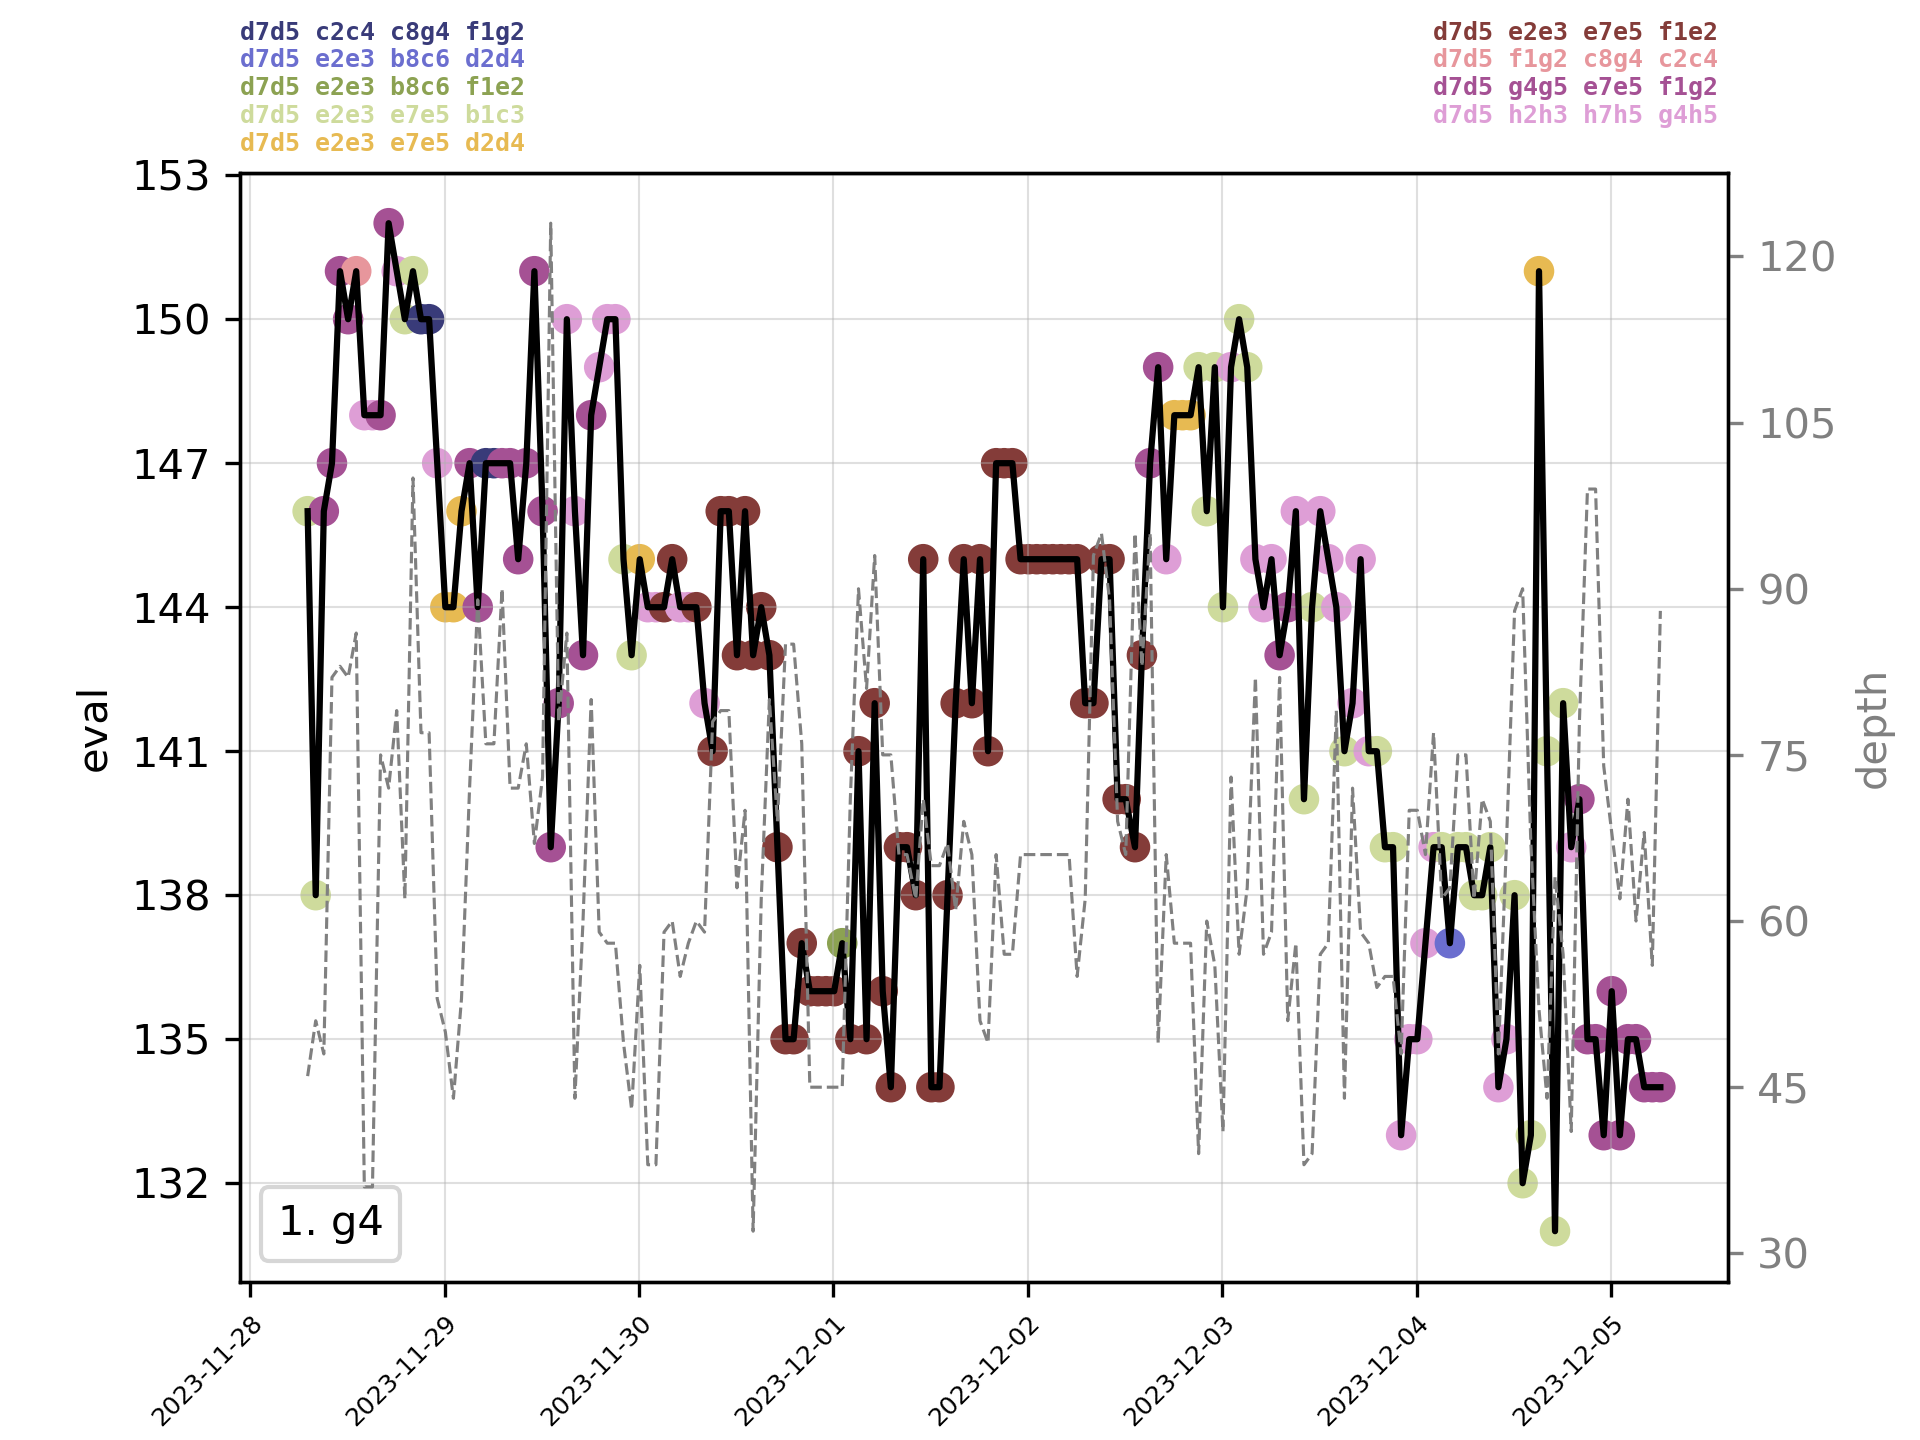 d7d5 c2c4 c8g4 f1g2
d7d5 e2e3 b8c6 d2d4
d7d5 e2e3 b8c6 f1e2
d7d5 e2e3 e7e5 b1c3
d7d5 e2e3 e7e5 d2d4
d7d5 e2e3 e7e5 f1e2
d7d5 f1g2 c8g4 c2c4
d7d5 g4g5 e7e5 f1g2
d7d5 h2h3 h7h5 g4h5
153
150
147
144
141
138
135
132
eval
120
105
90
75
60
45
30
depth
1. g4
2023-11-28
2023-11-29
2023-11-30
2023-12-01
2023-12-02
2023-12-03
2023-12-04
2023-12-05